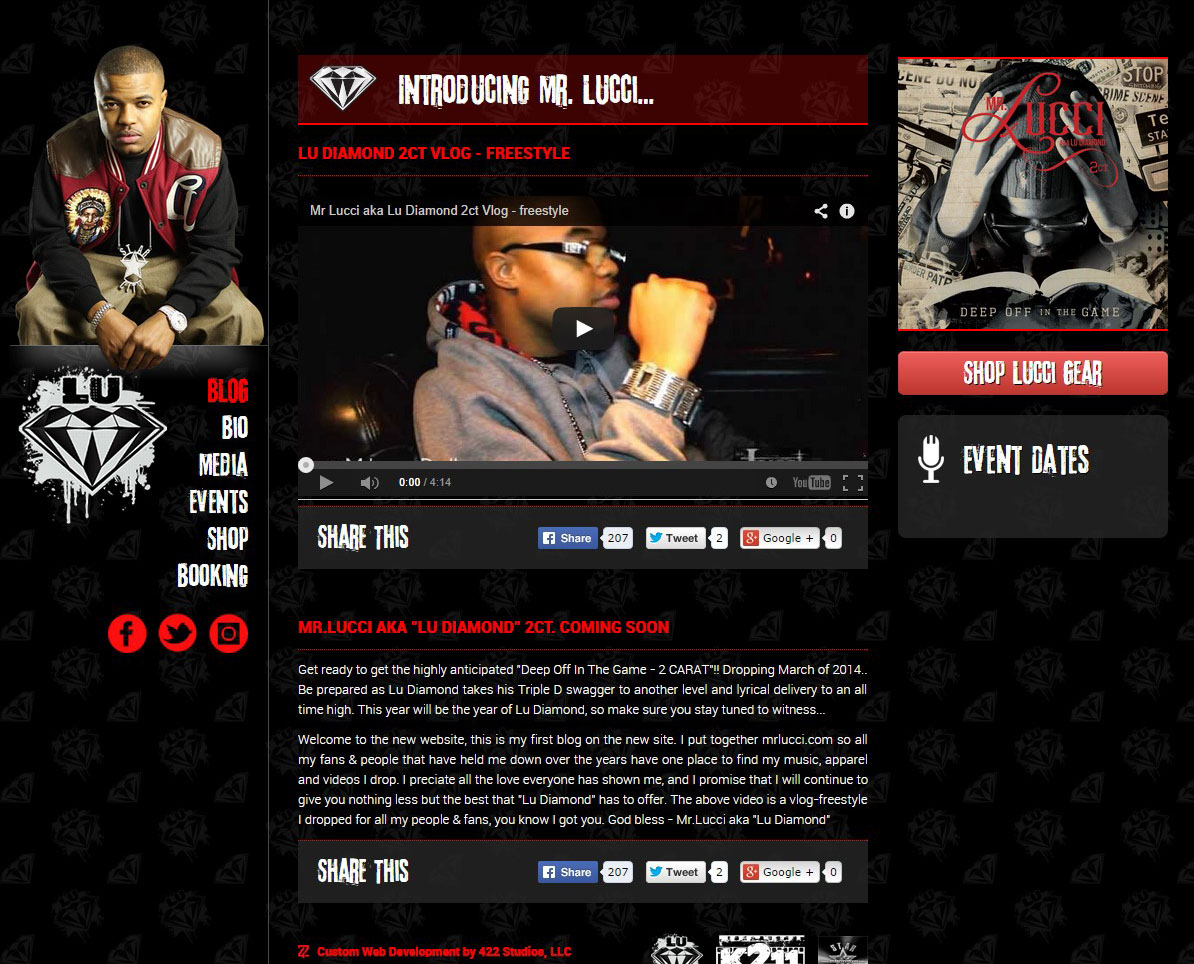 LU
BLOG
BIO
MEDIA
EVENTS
SHOP
BOOKING
INTRODUCING MR. LUCCI...
LU DIAMOND 2CT VLOG - FREESTYLE
Mr Lucci aka Lu Diamond 2ct Vlog - freestyle
0:00 / 4:14
YouTube
SHARE THIS
Share 207 Tweet 2 Google + 0
MR.LUCCI AKA "LU DIAMOND" 2CT. COMING SOON
Get ready to get the highly anticipated "Deep Off In The Game - 2 CARAT"!! Dropping March of 2014..
Be prepared as Lu Diamond takes his Triple D swagger to another level and lyrical delivery to an all
time high. This year will be the year of Lu Diamond, so make sure you stay tuned to witness...
Welcome to the new website, this is my first blog on the new site. I put together mrlucci.com so all
my fans & people that have held me down over the years have one place to find my music, apparel
and videos I drop. I preciate all the love everyone has shown me, and I promise that I will continue to
give you nothing less but the best that "Lu Diamond" has to offer. The above video is a vlog-freestyle
I dropped for all my people & fans, you know I got you. God bless - Mr.Lucci aka "Lu Diamond"
SHARE THIS
Share 207 Tweet 2 Google + 0
Custom Web Development by 422 Studios, LLC
LU
K211
STAR
STOP
CRIME SCENE
MR.
LUCCI
AKA LU DIAMOND
2CT.
DEEP OFF IN THE GAME
SHOP LUCCI GEAR
EVENT DATES